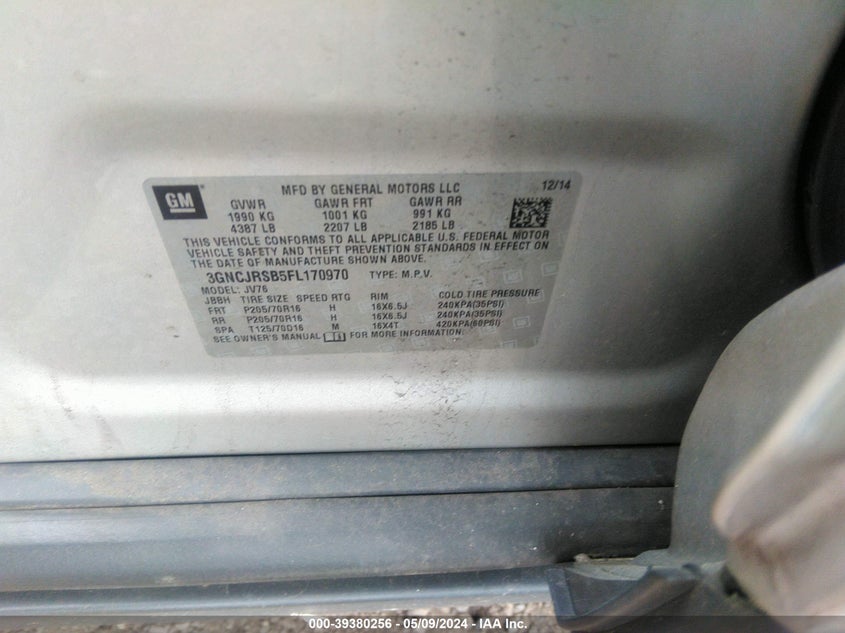 GM
MFD BY GENERAL MOTORS LLC 12/14
GVWR GAWR FRT GAWR RR
1990 KG 1001 KG 991 KG
4387 LB 2207 LB 2185 LB
THIS VEHICLE CONFORMS TO ALL APPLICABLE U.S. FEDERAL MOTOR
VEHICLE SAFETY AND THEFT PREVENTION STANDARDS IN EFFECT ON
THE DATE OF MANUFACTURE SHOWN ABOVE.
3GNCJRSB5FL170970 TYPE: M.P.V.
MODEL: JV76
JBBH TIRE SIZE SPEED RTG RIM COLD TIRE PRESSURE
FRT P205/70R16 H 16X6.5J 240KPA(35PSI)
RR P205/70R16 H 16X6.5J 240KPA(35PSI)
SPA T125/70D16 M 16X4T 420KPA(60PSI)
SEE OWNER'S MANUAL FOR MORE INFORMATION.
000-39380256 - 05/09/2024 - IAA Inc.